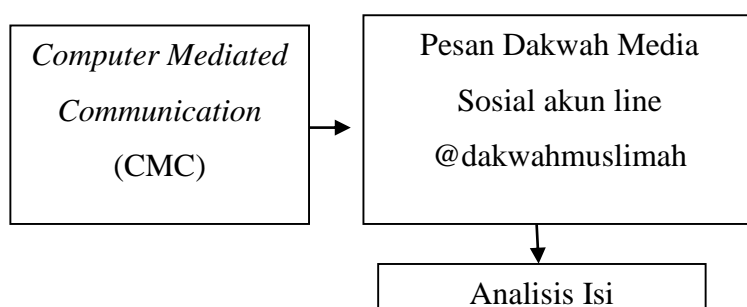 Computer Mediated
Communication
(CMC)
Pesan Dakwah Media
Sosial akun line
@dakwahmuslimah
Analisis Isi